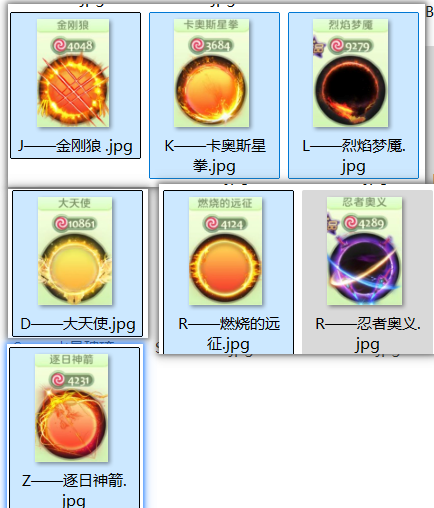 金刚狼
4048
J——金刚狼 .jpg
卡奥斯星拳
3684
K——卡奥斯星
拳.jpg
烈焰梦魇
9279
L——烈焰梦魇.
jpg
大天使
10861
D——大天使.jpg
燃烧的远征
4124
R——燃烧的远
征.jpg
忍者奥义
4289
R——忍者奥义.
jpg
逐日神箭
4231
Z——逐日神箭.
jpg